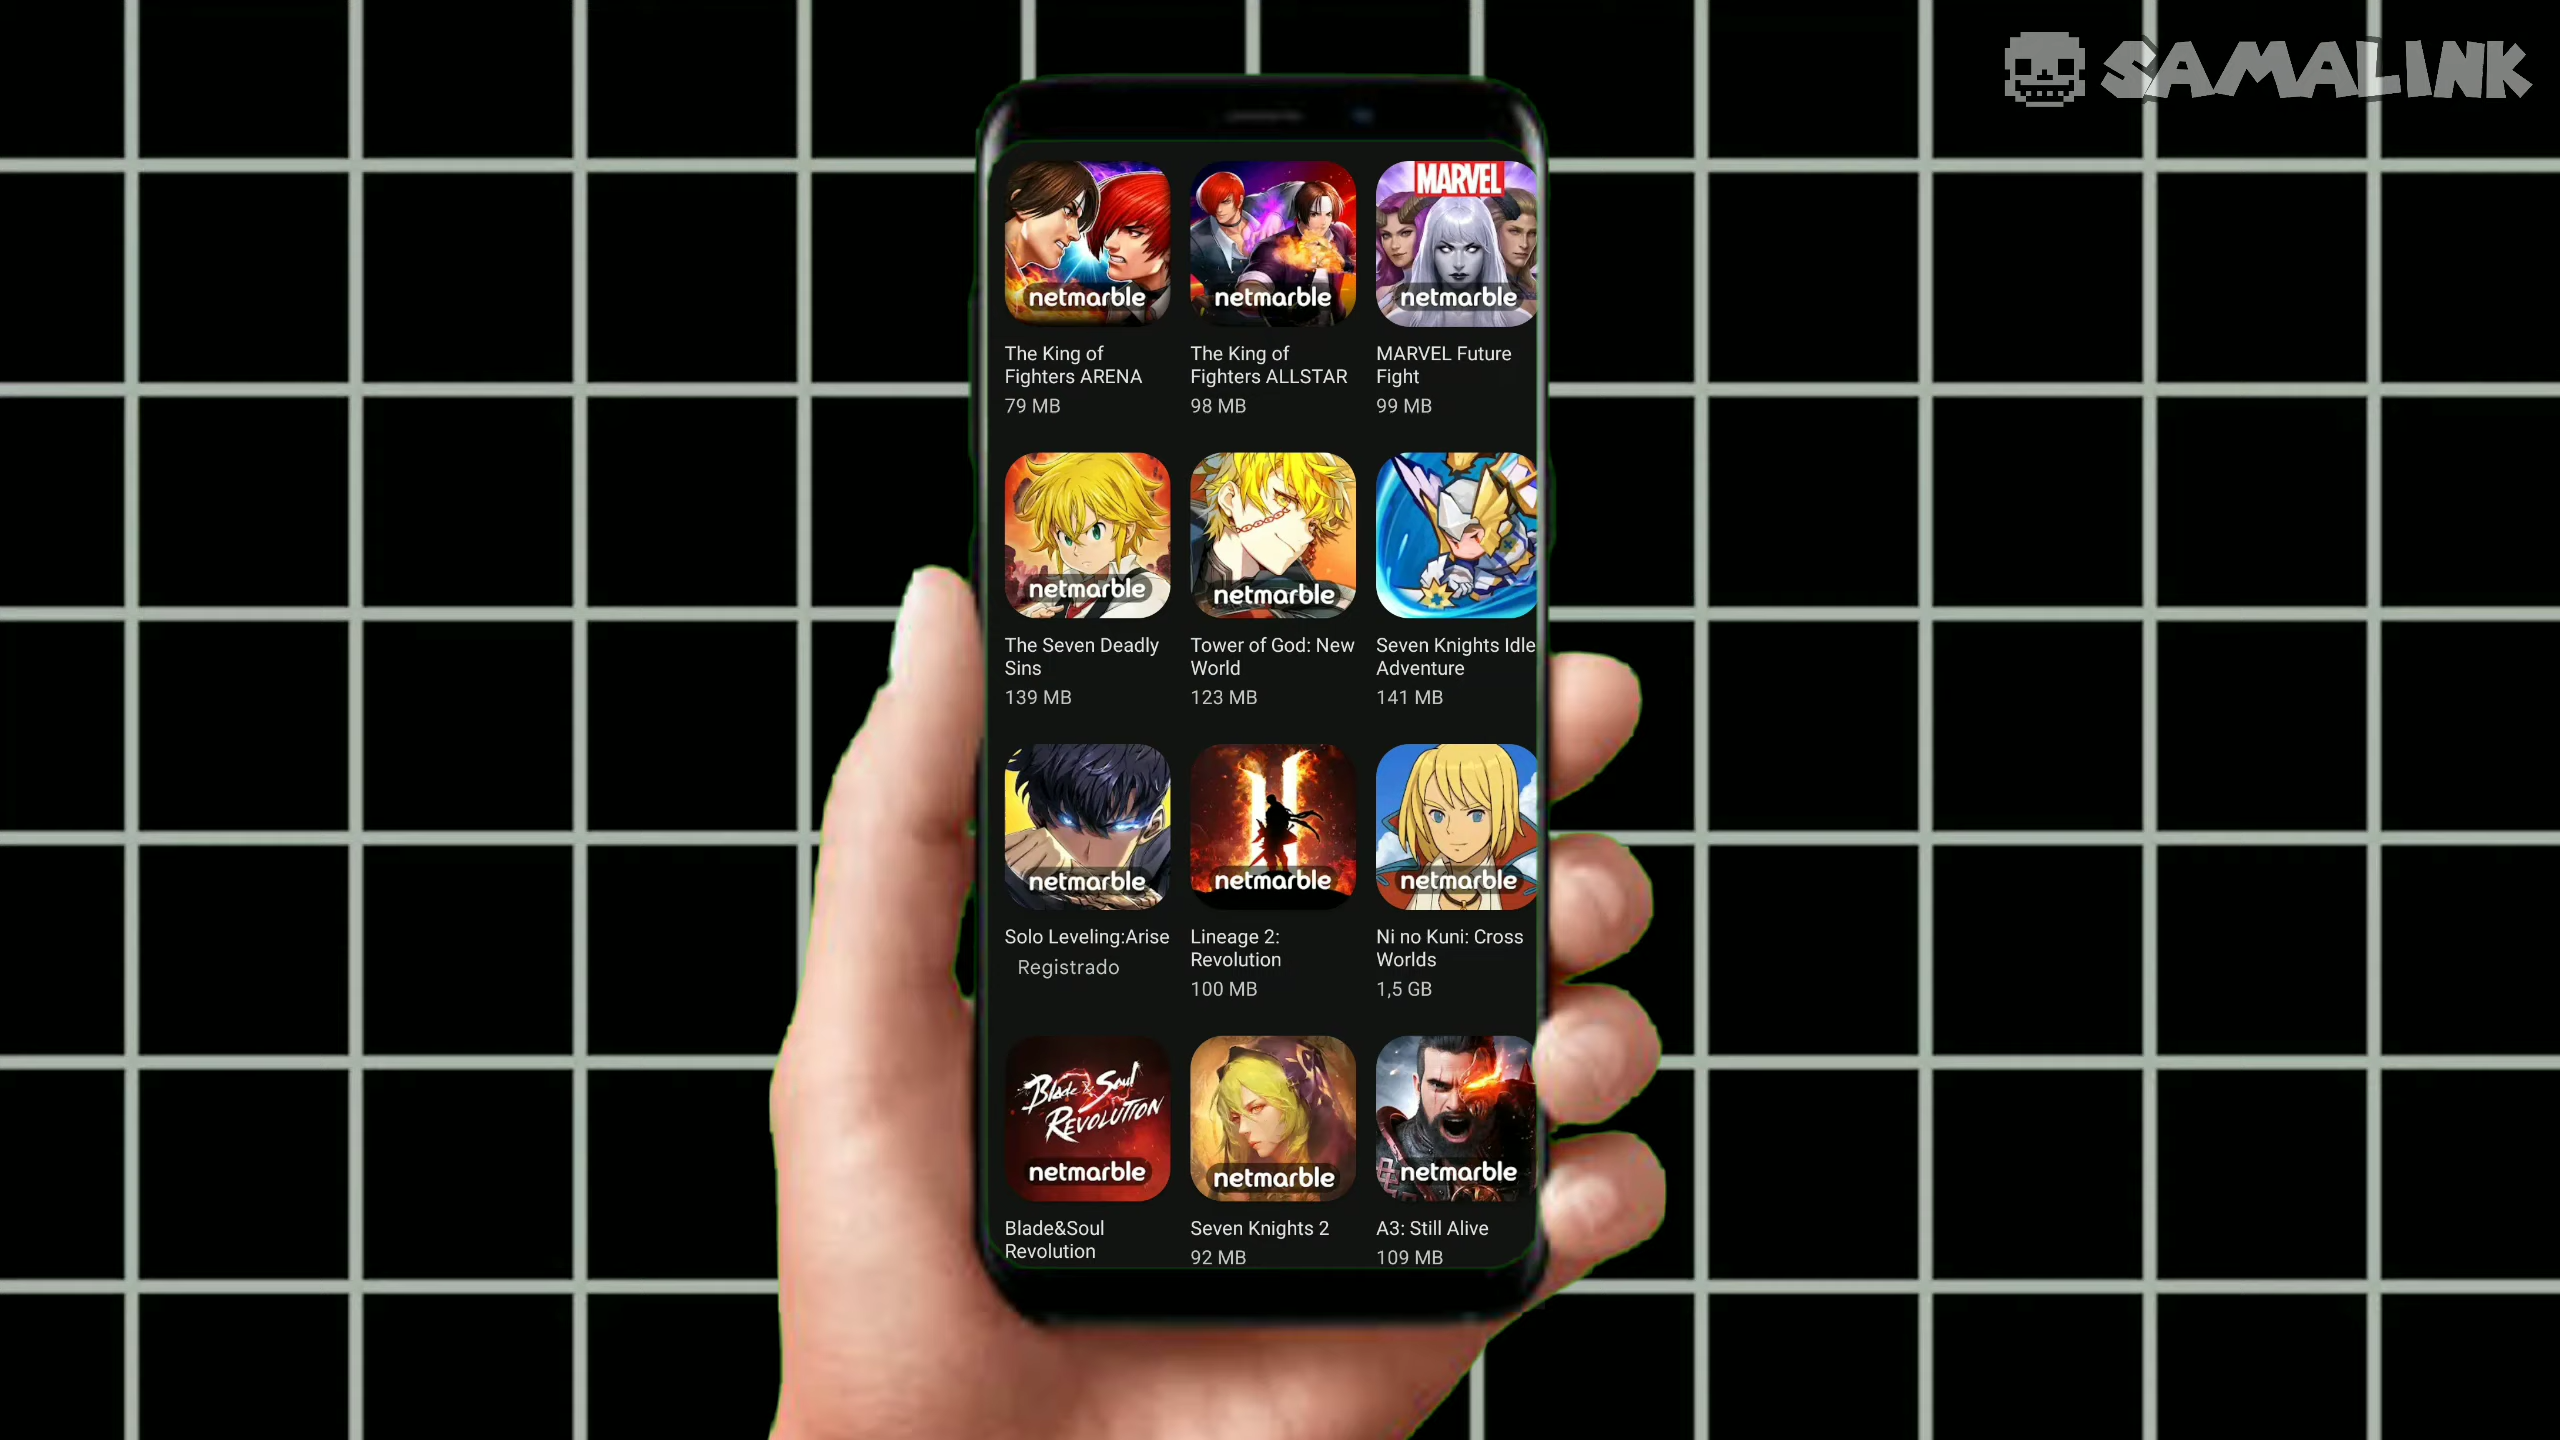 SAMALINK
netmarble
netmarble
MARVEL
netmarble
The King of
Fighters ARENA
79 MB
The King of
Fighters ALLSTAR
98 MB
MARVEL Future
Fight
99 MB
netmarble
netmarble
The Seven Deadly
Sins
139 MB
Tower of God: New
World
123 MB
Seven Knights Idle
Adventure
141 MB
netmarble
netmarble
netmarble
Solo Leveling:Arise
Registrado
Lineage 2:
Revolution
100 MB
Ni no Kuni: Cross
Worlds
1,5 GB
Blade & Soul
REVOLUTION
netmarble
netmarble
netmarble
Blade&Soul
Revolution
Seven Knights 2
92 MB
A3: Still Alive
109 MB